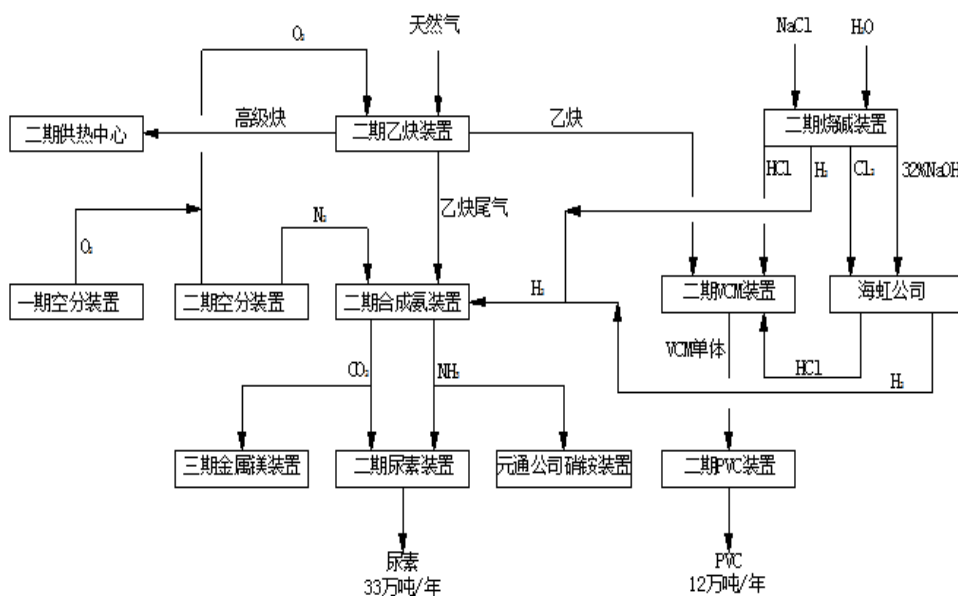 天然气
NaCl
H₂O
O₂
二期供热中心
高级炔
二期乙炔装置
乙炔
二期烧碱装置
HCl
H₂
Cl₂
32%NaOH
乙炔尾气
N₂
O₂
一期空分装置
二期空分装置
二期合成氨装置
H₂
二期VCM装置
海虹公司
VCM单体
HCl
H₂
CO₂
NH₃
三期金属镁装置
二期尿素装置
元通公司硝铵装置
二期PVC装置
尿素
33万吨/年
PVC
12万吨/年